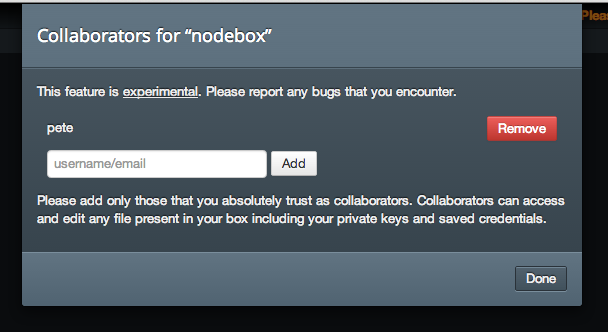 Plea
Collaborators for “nodebox”
This feature is experimental. Please report any bugs that you encounter.
pete
Remove
username/email
Add
Please add only those that you absolutely trust as collaborators. Collaborators can access
and edit any file present in your box including your private keys and saved credentials.
Done